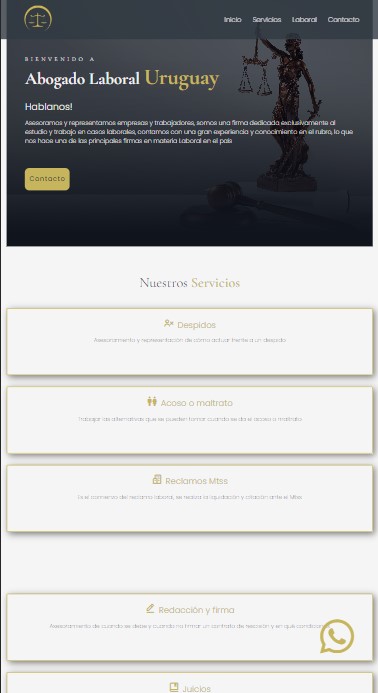 Inicio Servicios Laboral Contacto
BIENVENIDO A
Abogado Laboral Uruguay
Hablanos!
Asesoramos y representamos empresas y trabajadores, somos una firma dedicada exclusivamente al
estudio y trabajo en casos laborales, contamos con una gran experiencia y conocimiento en el rubro, lo que
nos hace una de las principales firmas en materia Laboral en el país
Contacto
Nuestros Servicios
Despidos
Asesoramiento y representación de cómo actuar frente a un despido
Acoso o maltrato
Trabajar las alternativas que se pueden tomar cuando se da el acoso o maltrato
Reclamos Mtss
Es el comienzo del reclamo laboral, se realiza la liquidación y citación ante el Mtss
Redacción y firma
Asesoramiento de cuando se debe y cuando no firmar un contrato de rescisión y en qué condiciones
Juicios